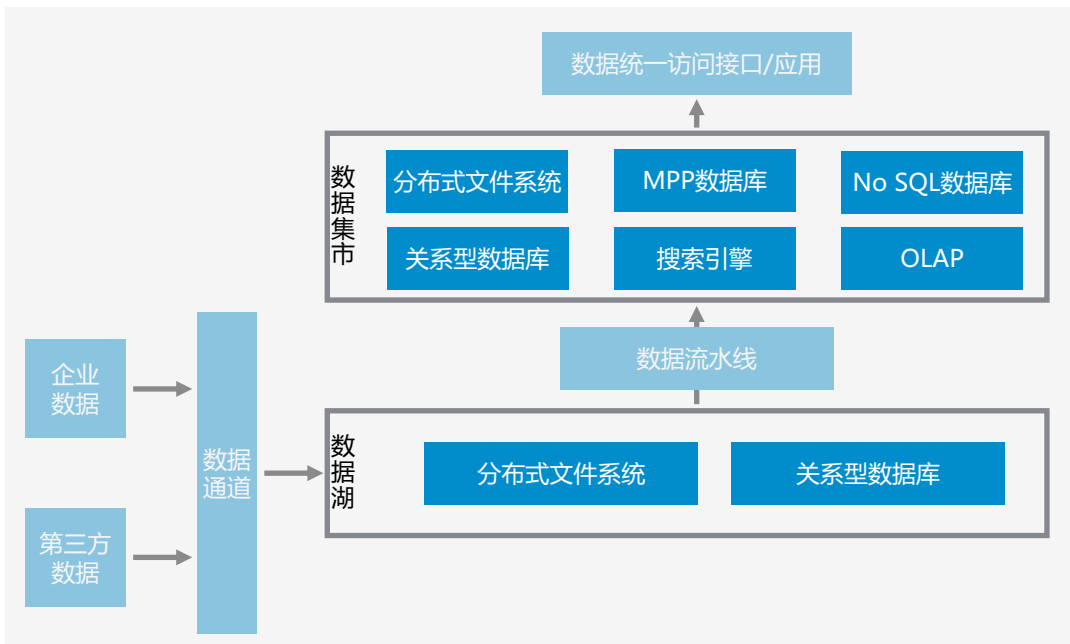 数据统一访问接口/应用
数据集市
分布式文件系统
MPP数据库
No SQL数据库
关系型数据库
搜索引擎
OLAP
数据流水线
企业
数据
第三方
数据
数据
通道
数据湖
分布式文件系统
关系型数据库